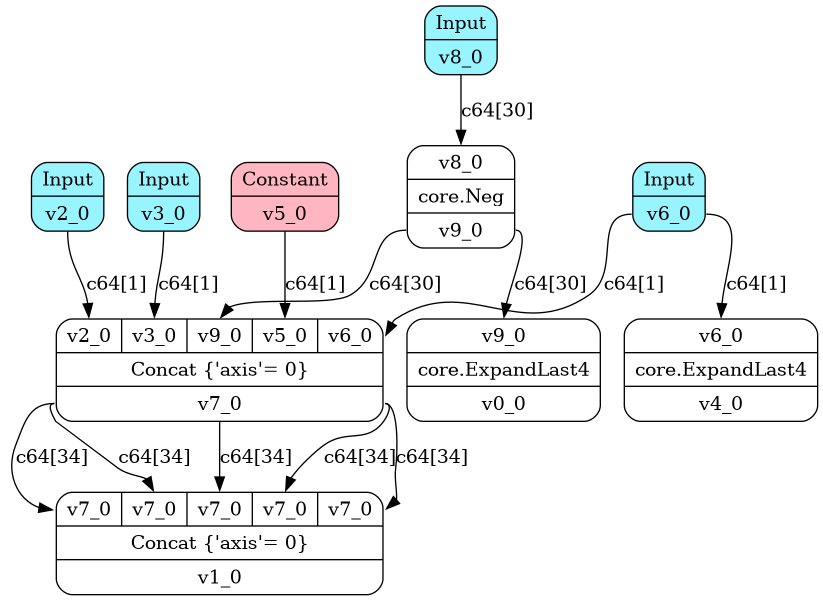 Input
v8_0
c64[30]
Input
v2_0
Input
v3_0
Constant
v5_0
v8_0
core.Neg
v9_0
Input
v6_0
c64[1]
c64[1]
c64[1]
c64[30]
c64[30]
c64[1]
c64[1]
v2_0 v3_0 v9_0 v5_0 v6_0
Concat {'axis'= 0}
v7_0
v9_0
core.ExpandLast4
v0_0
v6_0
core.ExpandLast4
v4_0
c64[34]
c64[34]
c64[34]
c64[34]
c64[34]
v7_0 v7_0 v7_0 v7_0 v7_0
Concat {'axis'= 0}
v1_0